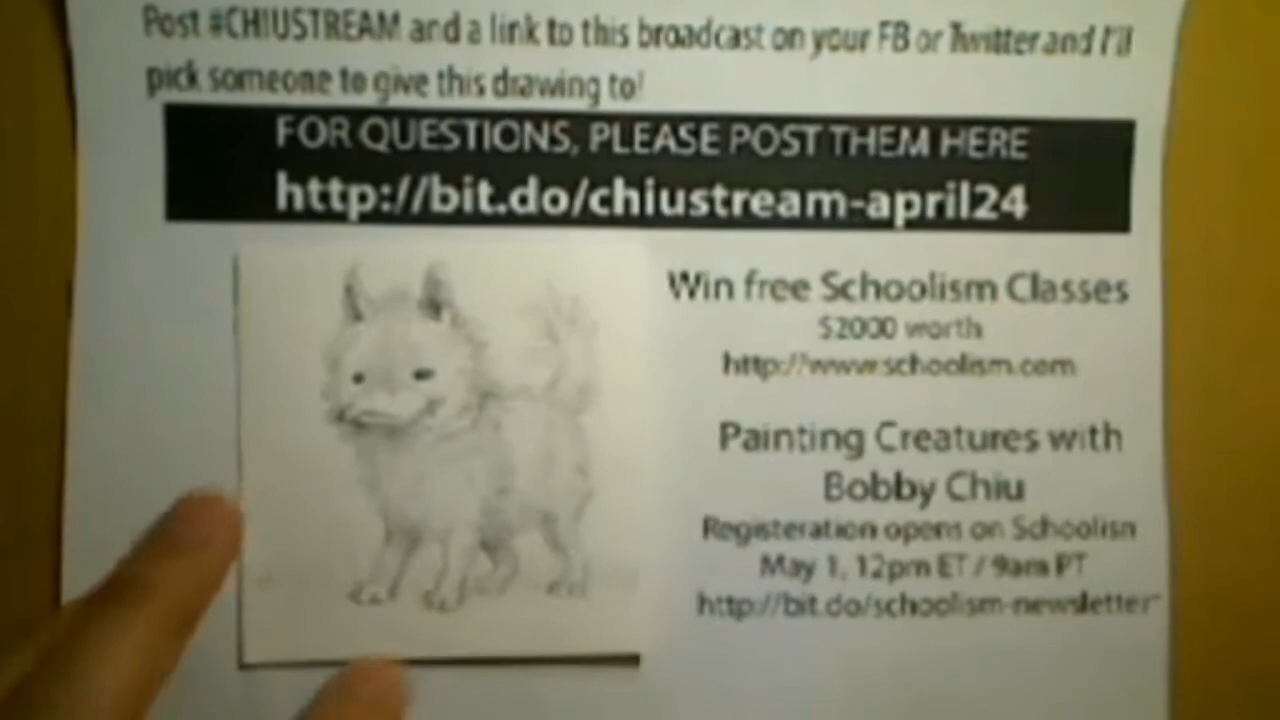 Post #CHIUSTREAM and a link to this broadcast on your FB or Twitter and I'll
pick someone to give this drawing to!
FOR QUESTIONS, PLEASE POST THEM HERE
http://bit.do/chiustream-april24
Win free Schoolism Classes
$2000 worth
http://www.schoolism.com
Painting Creatures with
Bobby Chiu
Registeration opens on Schoolism
May 1, 12pm ET / 9am PT
http://bit.do/schoolism-newsletter